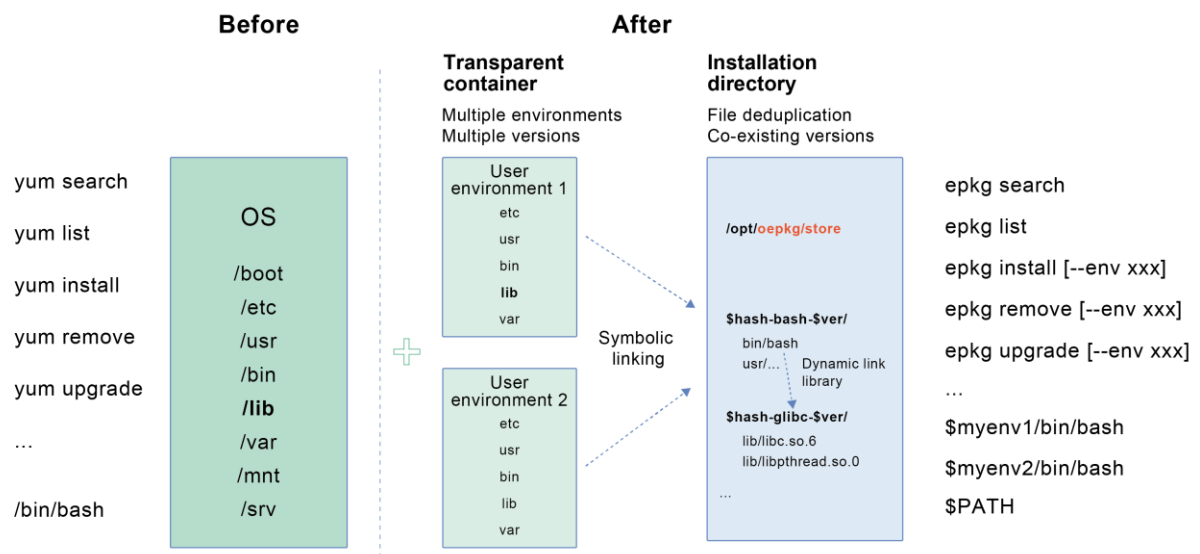 Before
After
yum search
yum list
yum install
yum remove
yum upgrade
...
/bin/bash
OS
/boot
/etc
/usr
/bin
/lib
/var
/mnt
/srv
Transparent
container
Multiple environments
Multiple versions
User
environment 1
etc
usr
bin
lib
var
User
environment 2
etc
usr
bin
lib
var
Symbolic
linking
Installation
directory
File deduplication
Co-existing versions
/opt/oepkg/store
$hash-bash-$ver/
bin/bash
usr/...
Dynamic link
library
$hash-glibc-$ver/
lib/libc.so.6
lib/libpthread.so.0
...
epkg search
epkg list
epkg install [--env xxx]
epkg remove [--env xxx]
epkg upgrade [--env xxx]
...
$myenv1/bin/bash
$myenv2/bin/bash
$PATH